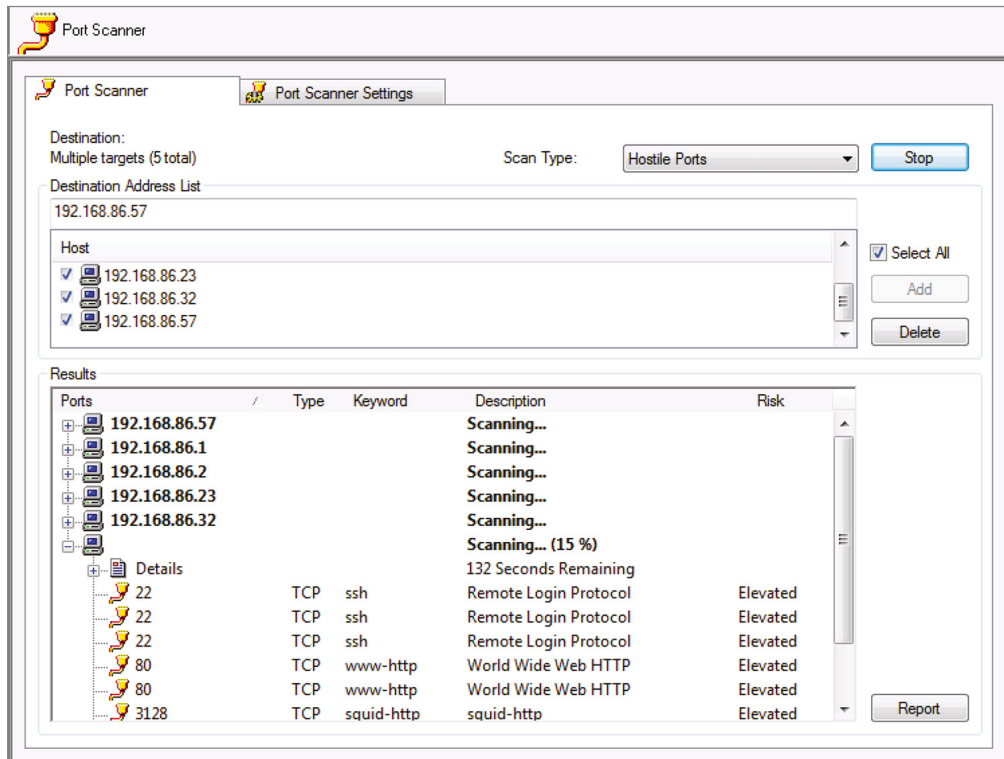 Port Scanner
Port Scanner Port Scanner Settings
Destination:
Multiple targets (5 total) Scan Type: Hostile Ports Stop
Destination Address List
192.168.86.57
Host
Select All
192.168.86.23
192.168.86.32
192.168.86.57
Add
Delete
Results
Ports Type Keyword Description Risk
192.168.86.57 Scanning...
192.168.86.1 Scanning...
192.168.86.2 Scanning...
192.168.86.23 Scanning...
192.168.86.32 Scanning...
Scanning... (15 %)
Details 132 Seconds Remaining
22 TCP ssh Remote Login Protocol Elevated
22 TCP ssh Remote Login Protocol Elevated
22 TCP ssh Remote Login Protocol Elevated
80 TCP www-http World Wide Web HTTP Elevated
80 TCP www-http World Wide Web HTTP Elevated
3128 TCP squid-http squid-http Elevated
Report